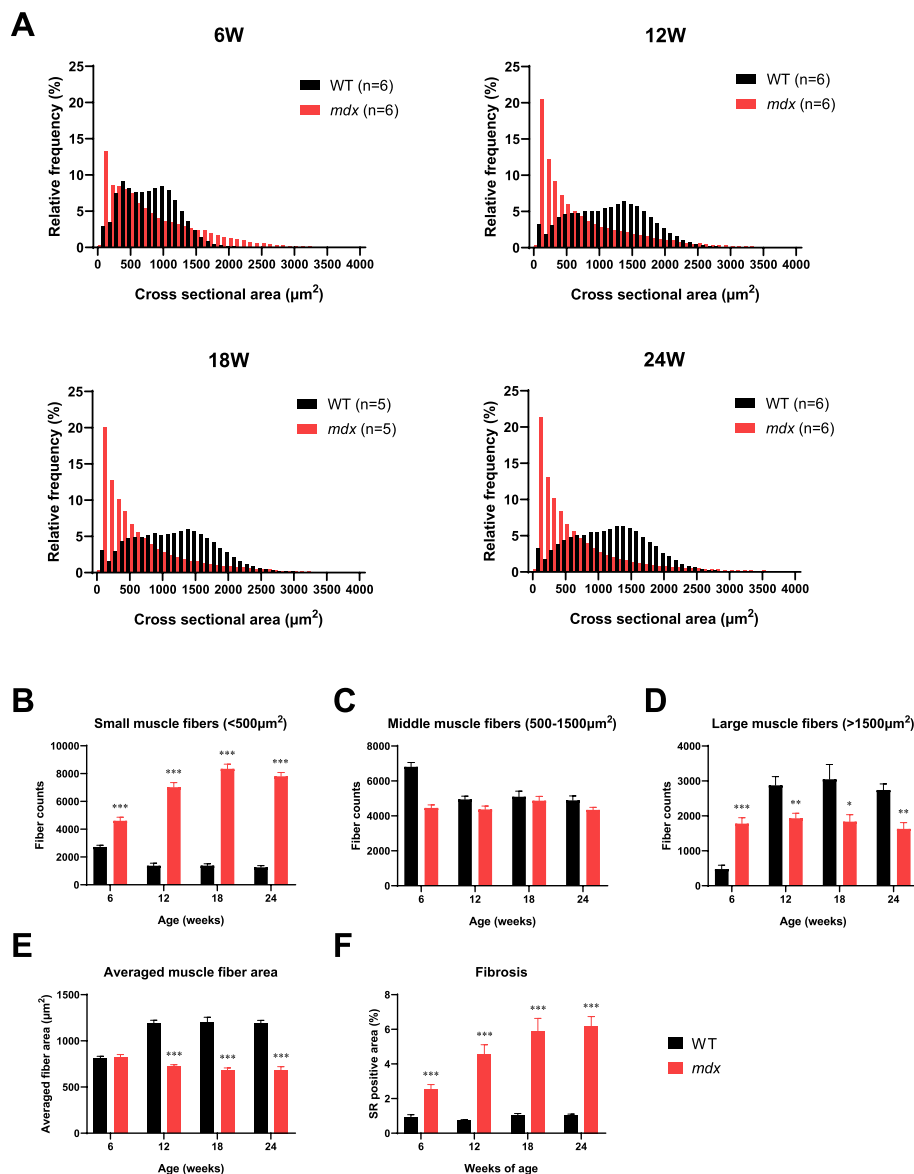 A
6W
12W
Relative frequency (%)
25
20
15
10
5
0
WT (n=6)
mdx (n=6)
0 500 1000 1500 2000 2500 3000 3500 4000
Cross sectional area (µm²)
Relative frequency (%)
25
20
15
10
5
0
WT (n=6)
mdx (n=6)
0 500 1000 1500 2000 2500 3000 3500 4000
Cross sectional area (µm²)
18W
24W
Relative frequency (%)
25
20
15
10
5
0
WT (n=5)
mdx (n=5)
0 500 1000 1500 2000 2500 3000 3500 4000
Cross sectional area (µm²)
Relative frequency (%)
25
20
15
10
5
0
WT (n=6)
mdx (n=6)
0 500 1000 1500 2000 2500 3000 3500 4000
Cross sectional area (µm²)
B
Small muscle fibers (<500µm²)
Fiber counts
10000
8000
6000
4000
2000
0
***
***
***
***
6 12 18 24
Age (weeks)
C
Middle muscle fibers (500-1500µm²)
Fiber counts
8000
6000
4000
2000
0
6 12 18 24
Age (weeks)
D
Large muscle fibers (>1500µm²)
Fiber counts
4000
3000
2000
1000
0
***
**
*
**
6 12 18 24
Age (weeks)
E
Averaged muscle fiber area
Averaged fiber area (µm²)
1500
1000
500
0
***
***
***
6 12 18 24
Age (weeks)
F
Fibrosis
SR positive area (%)
8
6
4
2
0
***
***
***
***
6 12 18 24
Weeks of age
WT
mdx